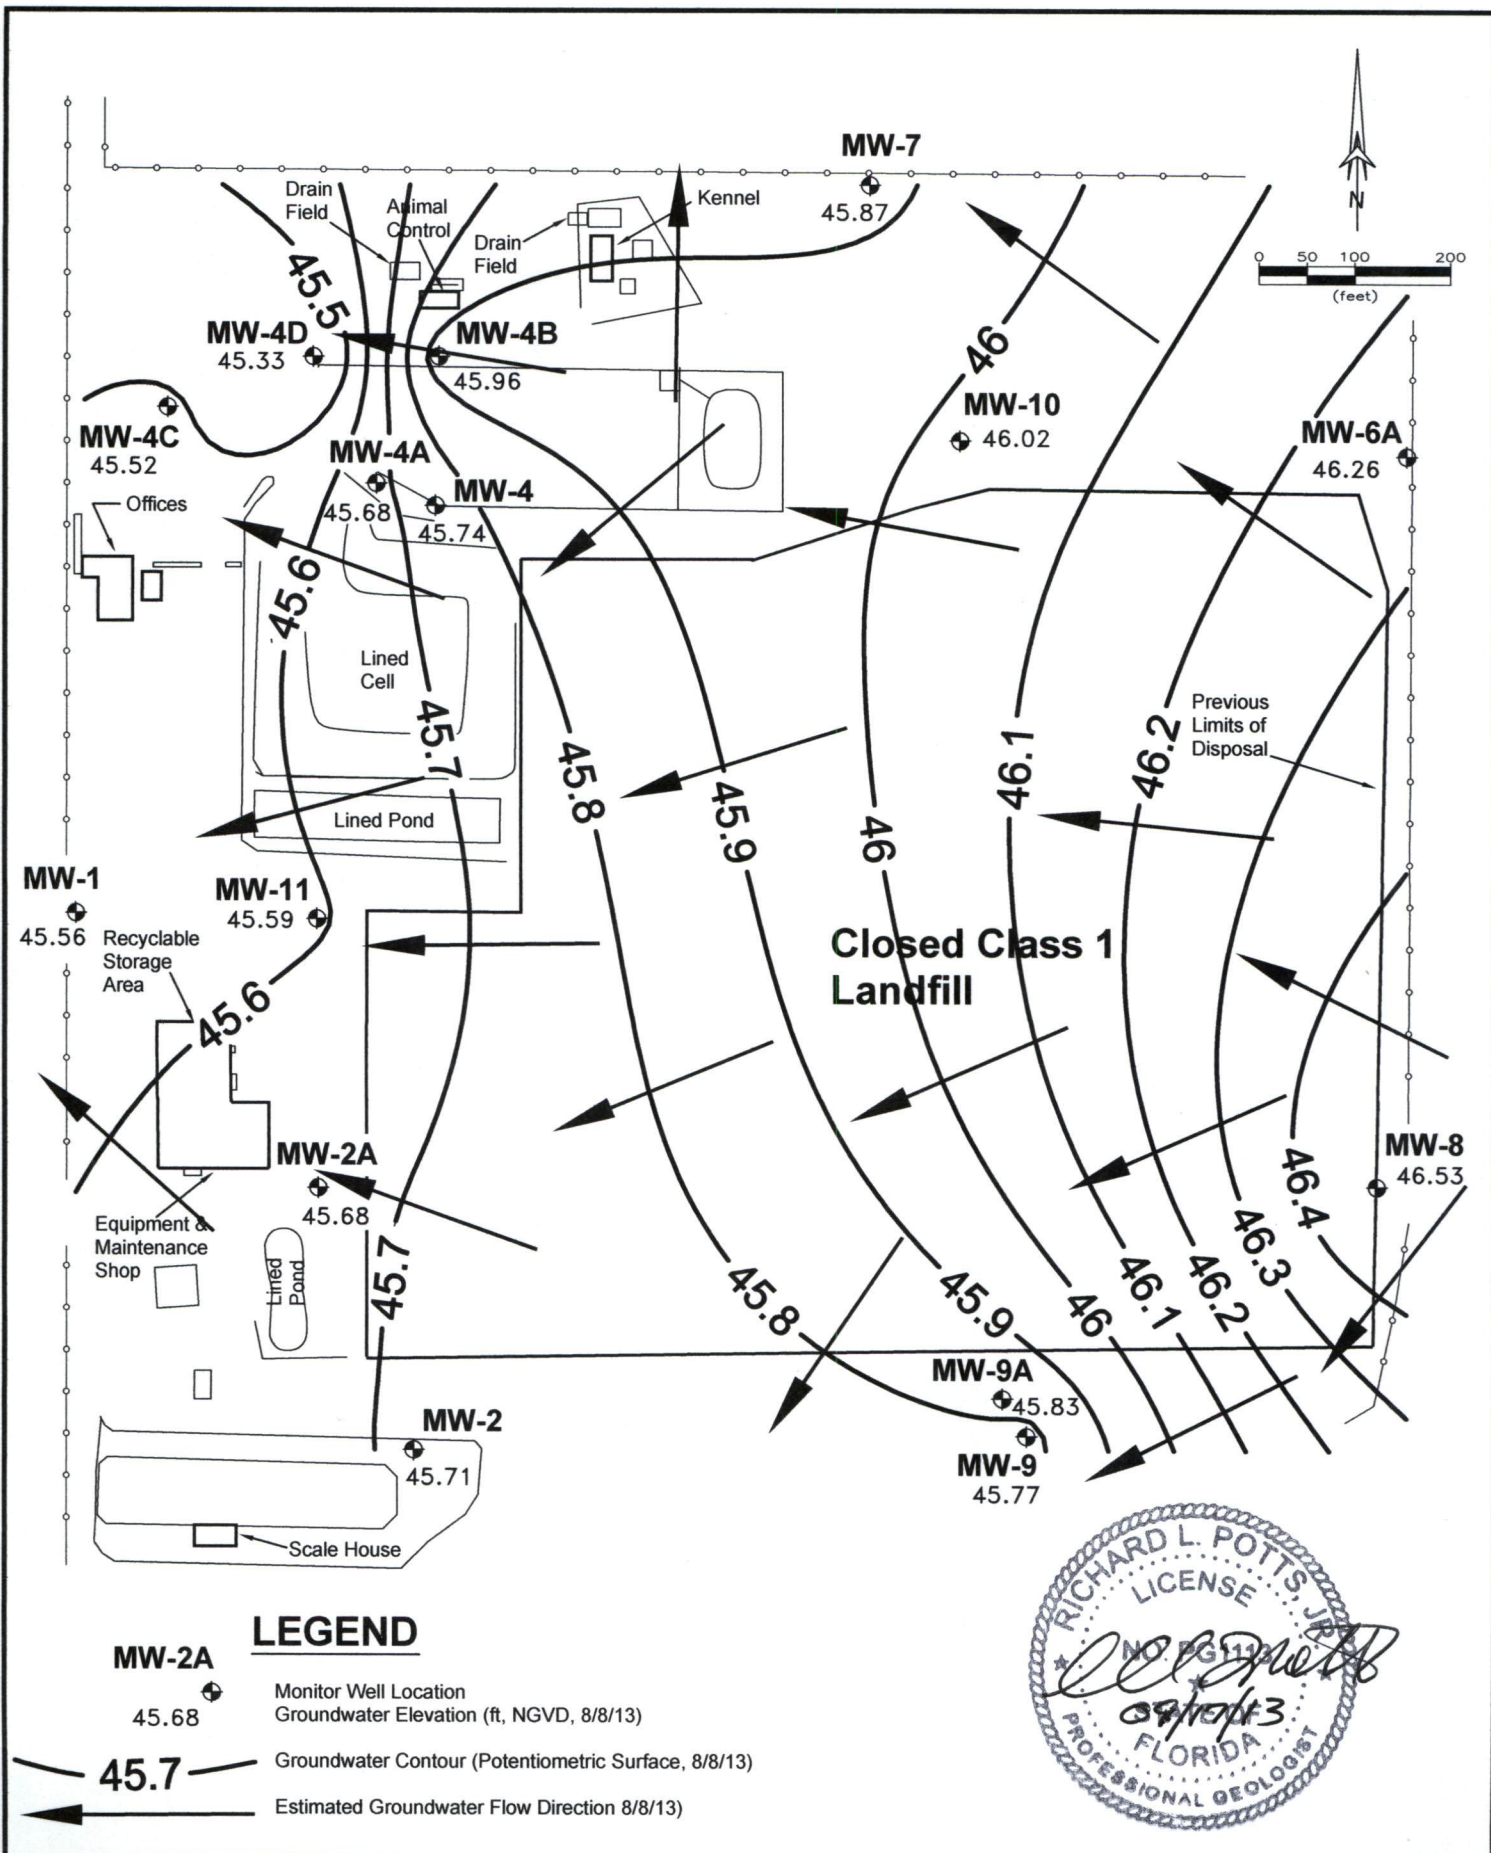 MW-7
45.87
N
0 50 100 200
(feet)
Drain
Field
Animal
Control
Drain
Field
Kennel
45.5
MW-4D
45.33
MW-4B
45.96
46
MW-10
46.02
MW-6A
46.26
MW-4C
45.52
MW-4A
45.68
MW-4
45.74
Offices
45.6
Lined
Cell
45.7
45.8
45.9
46
46.1
46.2
Previous
Limits of
Disposal
Lined Pond
MW-1
45.56
MW-11
45.59
Recyclable
Storage
Area
45.6
Closed Class 1
Landfill
MW-2A
45.68
MW-8
46.53
Equipment &
Maintenance
Shop
Lined
Pond
45.7
45.8
45.9
46
46.1
46.2
46.3
46.4
MW-9A
45.83
MW-9
45.77
MW-2
45.71
Scale House
LEGEND
MW-2A
45.68
Monitor Well Location
Groundwater Elevation (ft, NGVD, 8/8/13)
45.7
Groundwater Contour (Potentiometric Surface, 8/8/13)
Estimated Groundwater Flow Direction 8/8/13)
RICHARD L. POTTS, JR.
LICENSE
NO. PG1113
STATE OF
FLORIDA
PROFESSIONAL GEOLOGIST